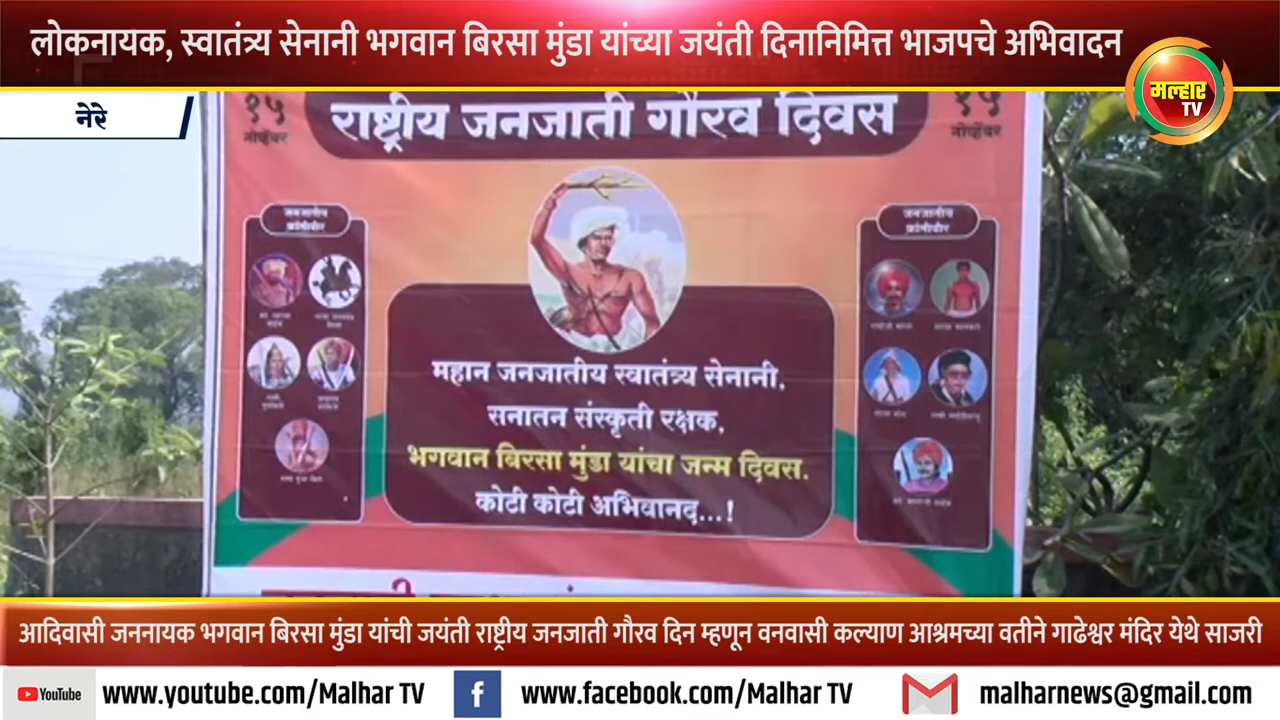 लोकनायक, स्वातंत्र्य सेनानी भगवान बिरसा मुंडा यांच्या जयंती दिनानिमित्त भाजपचे अभिवादन
मल्हार
TV
नेरे
१५
नोव्हेंबर
राष्ट्रीय जनजाती गौरव दिवस
१५
नोव्हेंबर
जनजातीय
क्रांतीवीर
जनजातीय
क्रांतीवीर
महान जनजातीय स्वातंत्र्य सेनानी,
सनातन संस्कृती रक्षक,
भगवान बिरसा मुंडा यांचा जन्म दिवस.
कोटी कोटी अभिवानद...!
आदिवासी जननायक भगवान बिरसा मुंडा यांची जयंती राष्ट्रीय जनजाती गौरव दिन म्हणून वनवासी कल्याण आश्रमच्या वतीने गाढेश्वर मंदिर येथे साजरी
YouTube www.youtube.com/Malhar TV
f www.facebook.com/Malhar TV
malharnews@gmail.com